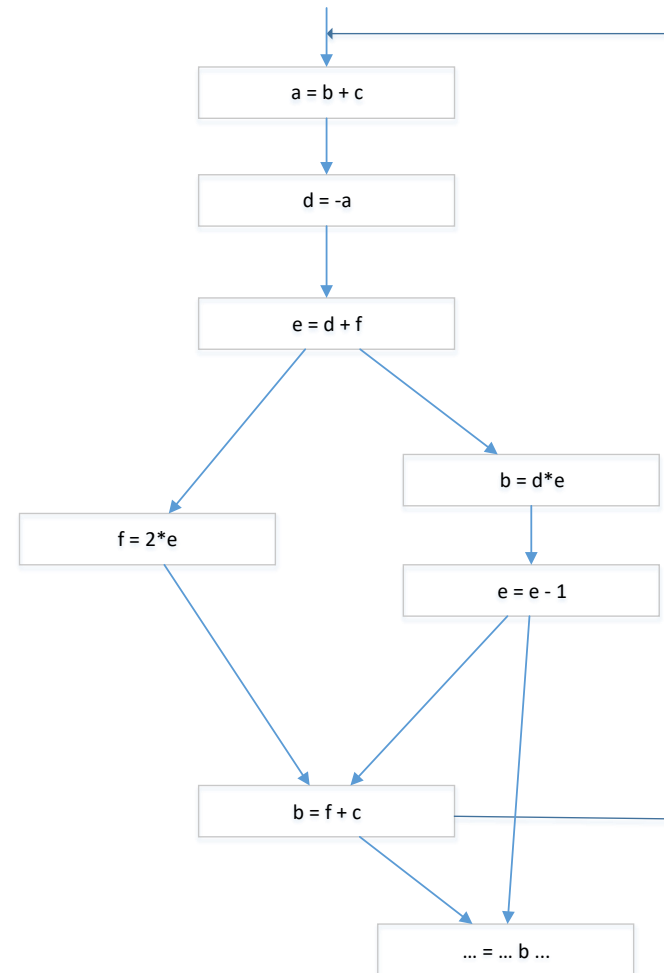 a = b + c
d = -a
e = d + f
b = d*e
f = 2*e
e = e - 1
b = f + c
... = ... b ...